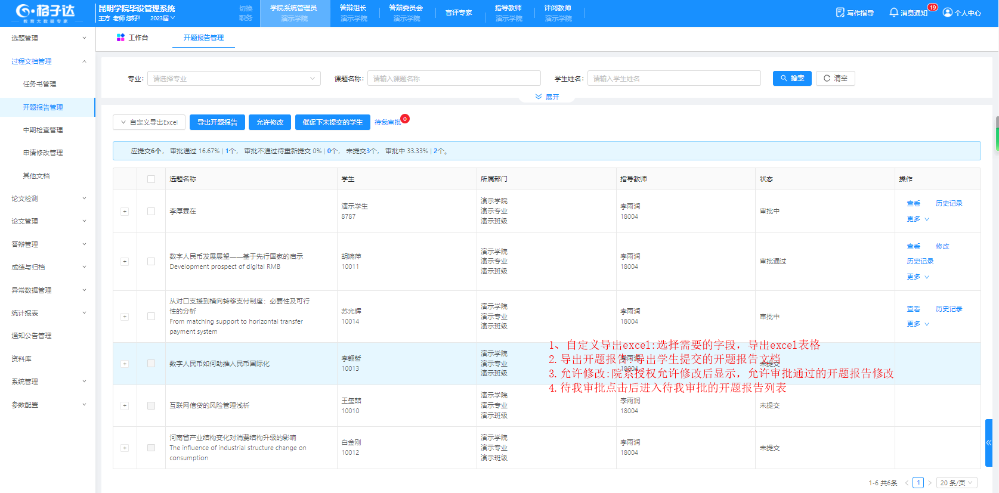 格子达
教育大数据专家
昆明学院毕设管理系统
王方 老师 您好! 2023届
切换职务
学院系统管理员
演示学院
答辩组长
演示学院
答辩委员会
演示学院
盲评专家
指导教师
演示学院
评阅教师
演示学院
写作指导
消息通知 19
个人中心
选题管理
过程文档管理
任务书管理
开题报告管理
中期检查管理
申请修改管理
其他文档
论文检测
论文管理
答辩管理
成绩与归档
异常数据管理
统计报表
通知公告管理
资料库
系统管理
参数配置
工作台 开题报告管理
专业: 请选择专业 课题名称: 请输入课题名称 学生姓名: 请输入学生姓名 搜索 清空
展开
自定义导出Excel 导出开题报告 允许修改 催促下未提交的学生 待我审批 0
应提交6个， 审批通过 16.67% | 1个， 审批不通过待重新提交 0% | 0个， 未提交3个， 审批中 33.33% | 2个。
选题名称 学生 所属部门 指导教师 状态 操作
李厚霖在
演示学生
8787
演示学院
演示专业
演示班级
李雨润
18004
审批中
查看 历史记录
更多
数字人民币发展展望——基于先行国家的启示
Development prospect of digital RMB
胡婉萍
10011
演示学院
演示专业
演示班级
李雨润
18004
审批通过
查看 修改
历史记录
更多
从对口支援到横向转移支付制度：必要性及可行
性的分析
From matching support to horizontal transfer
payment system
苏光辉
10014
演示学院
演示专业
演示班级
李雨润
18004
审批中
查看 历史记录
更多
数字人民币如何助推人民币国际化
李翱哲
10013
演示学院
演示专业
演示班级
李雨润
18004
未提交
1、自定义导出excel:选择需要的字段，导出excel表格
2.导出开题报告:导出学生提交的开题报告文档
3.允许修改:院系授权允许修改后显示，允许审批通过的开题报告修改
4.待我审批点击后进入待我审批的开题报告列表
互联网信贷的风险管理浅析
王玺喆
10010
演示学院
演示专业
演示班级
李雨润
18004
未提交
河南省产业结构变化对消费结构升级的影响
The influence of industrial structure change on
consumption
白金刚
10012
演示学院
演示专业
演示班级
李雨润
18004
未提交
1-6 共6条 1 20 条/页